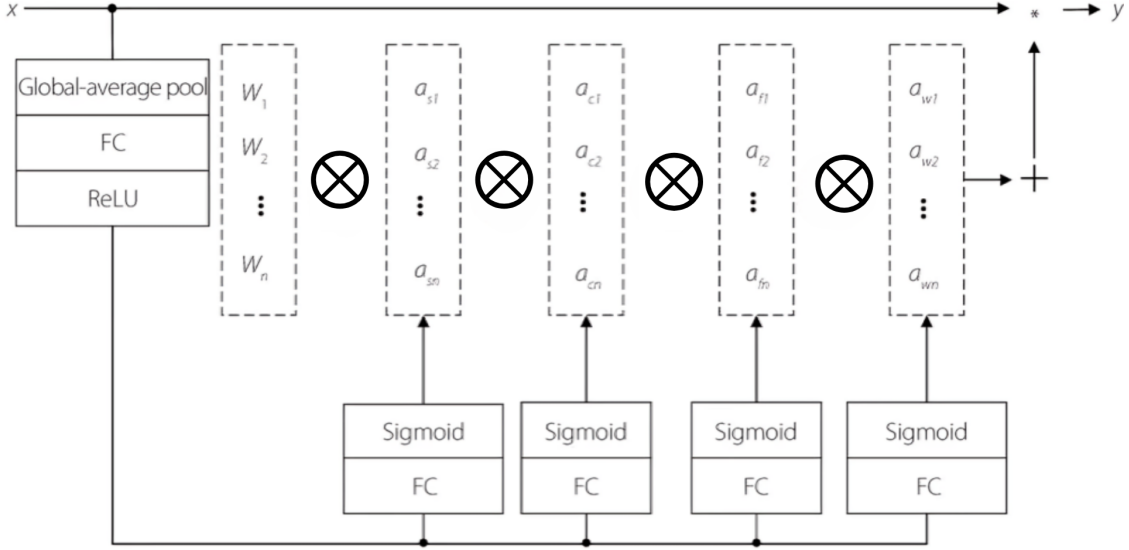 x * y
Global-average pool
FC
ReLU
W1
W2
⋮
Wn
as1
as2
⋮
asn
ac1
ac2
⋮
acn
af1
af2
⋮
afn
aw1
aw2
⋮
awn
+
Sigmoid
FC
Sigmoid
FC
Sigmoid
FC
Sigmoid
FC